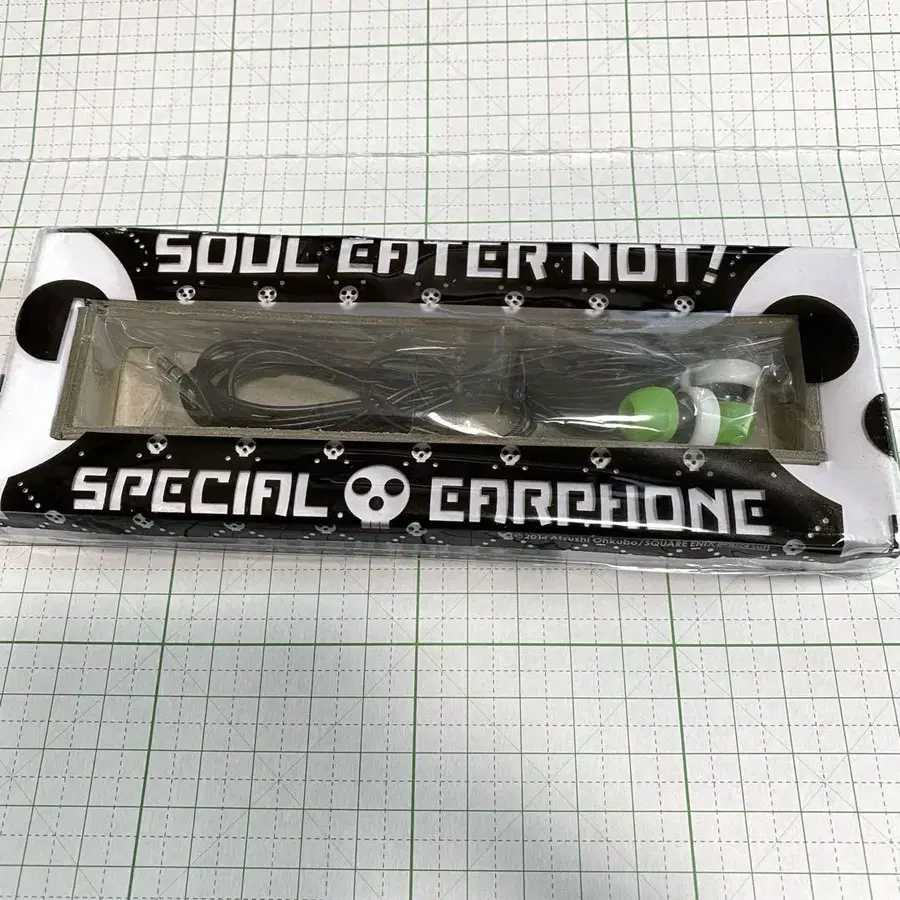 SOUL EATER NOT!
SPECIAL EARPHONE
©2014 Atsushi Ohkubo/SQUARE ENIX